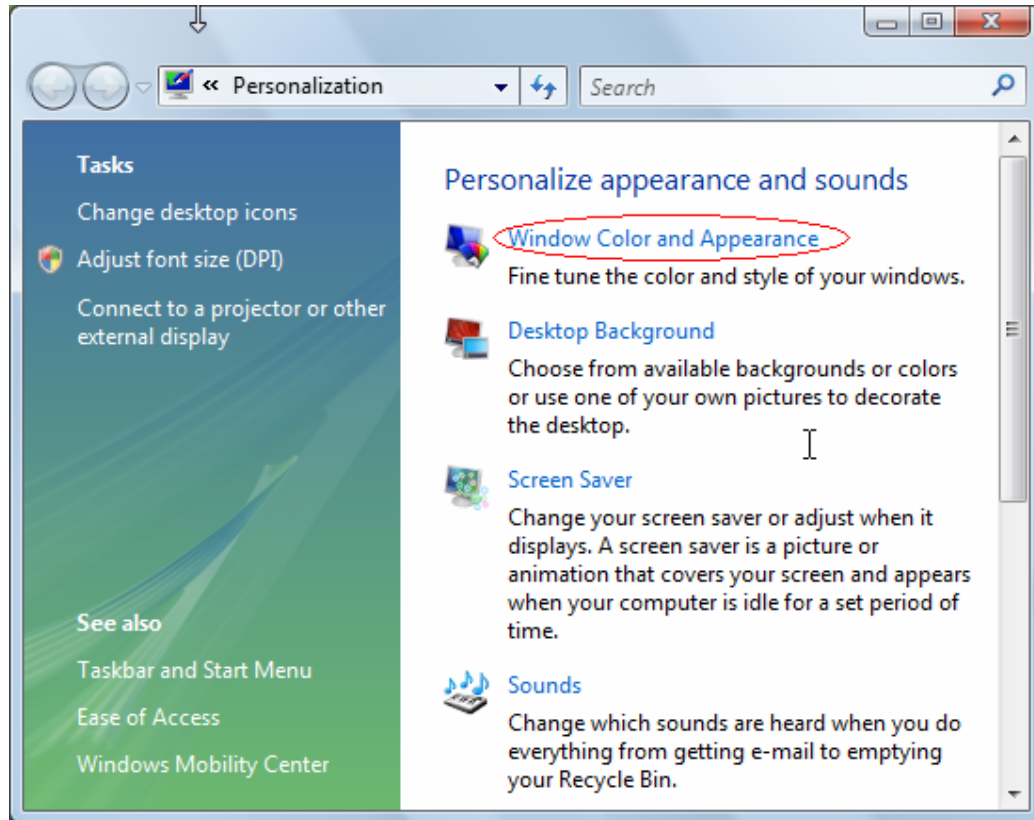 « Personalization
Search
Tasks
Change desktop icons
Adjust font size (DPI)
Connect to a projector or other
external display
See also
Taskbar and Start Menu
Ease of Access
Windows Mobility Center
Personalize appearance and sounds
Window Color and Appearance
Fine tune the color and style of your windows.
Desktop Background
Choose from available backgrounds or colors
or use one of your own pictures to decorate
the desktop.
Screen Saver
Change your screen saver or adjust when it
displays. A screen saver is a picture or
animation that covers your screen and appears
when your computer is idle for a set period of
time.
Sounds
Change which sounds are heard when you do
everything from getting e-mail to emptying
your Recycle Bin.